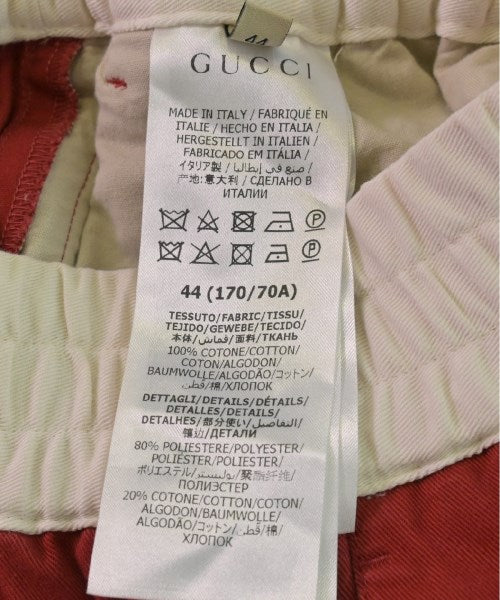 44
GUCCI
MADE IN ITALY / FABRIQUÉ EN
ITALIE / HECHO EN ITALIA /
HERGESTELLT IN ITALIEN /
FABRICADO EM ITÁLIA /
イタリア製 / صنع في إيطاليا /
产地:意大利 / СДЕЛАНО В
ИТАЛИИ
44 (170/70A)
TESSUTO/FABRIC/TISSU/
TEJIDO/GEWEBE/TECIDO/
本体/قماش/面料/ТКАНЬ
100% COTONE/COTTON/
COTON/ALGODON/
BAUMWOLLE/ALGODÃO/コットン/
قطن/棉/ХЛОПОК
DETTAGLI/DETAILS/DÉTAILS/
DETALLES/DETAILS/
DETALHES/部分使い/التفاصيل/
镶边/ДЕТАЛИ
80% POLIESTERE/POLYESTER/
POLYESTER/POLIESTER/
POLIÉSTER/POLYESTER/
ポリエステル/بوليستر/聚酯纤维/
ПОЛИЭСТЕР
20% COTONE/COTTON/COTON/
ALGODON/BAUMWOLLE/
ALGODÃO/コットン/قطن/棉/
ХЛОПОК